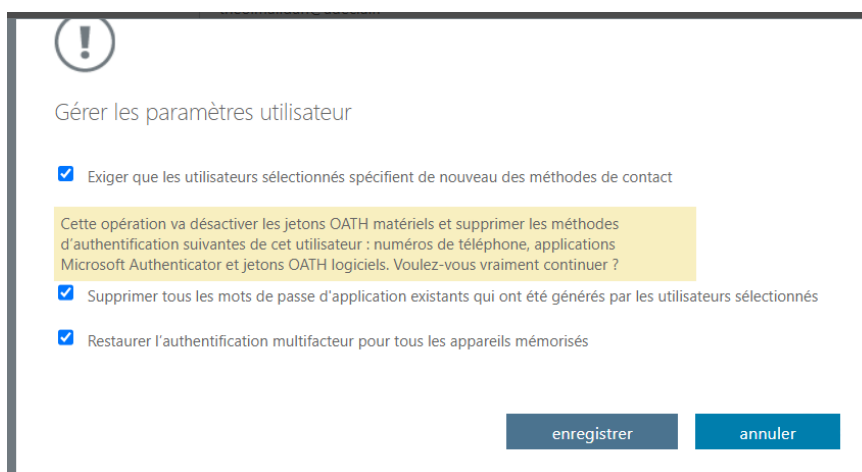 !
Gérer les paramètres utilisateur
Exiger que les utilisateurs sélectionnés spécifient de nouveau des méthodes de contact
Cette opération va désactiver les jetons OATH matériels et supprimer les méthodes
d'authentification suivantes de cet utilisateur : numéros de téléphone, applications
Microsoft Authenticator et jetons OATH logiciels. Voulez-vous vraiment continuer ?
Supprimer tous les mots de passe d'application existants qui ont été générés par les utilisateurs sélectionnés
Restaurer l'authentification multifacteur pour tous les appareils mémorisés
enregistrer annuler